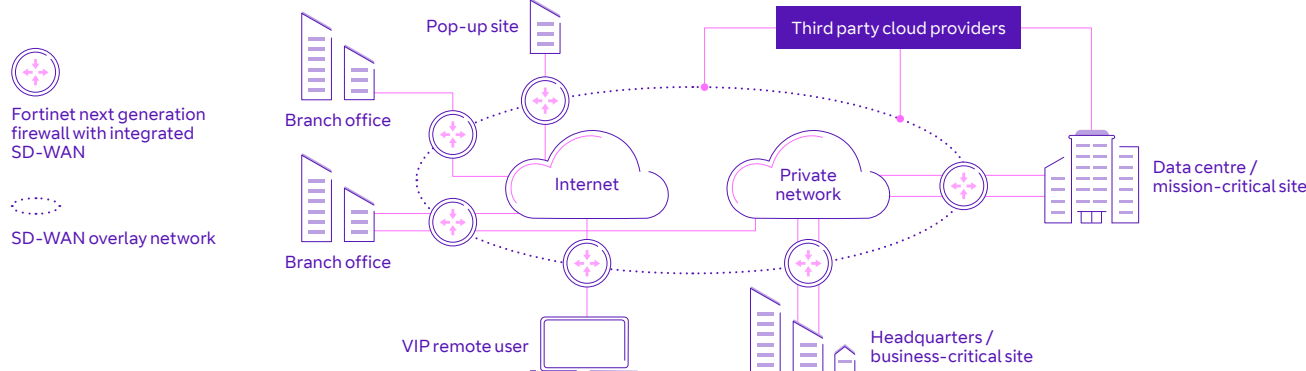 Pop-up site
Third party cloud providers
Fortinet next generation
firewall with integrated
SD-WAN
Branch office
Internet
Private
network
Data centre /
mission-critical site
SD-WAN overlay network
Branch office
VIP remote user
Headquarters /
business-critical site